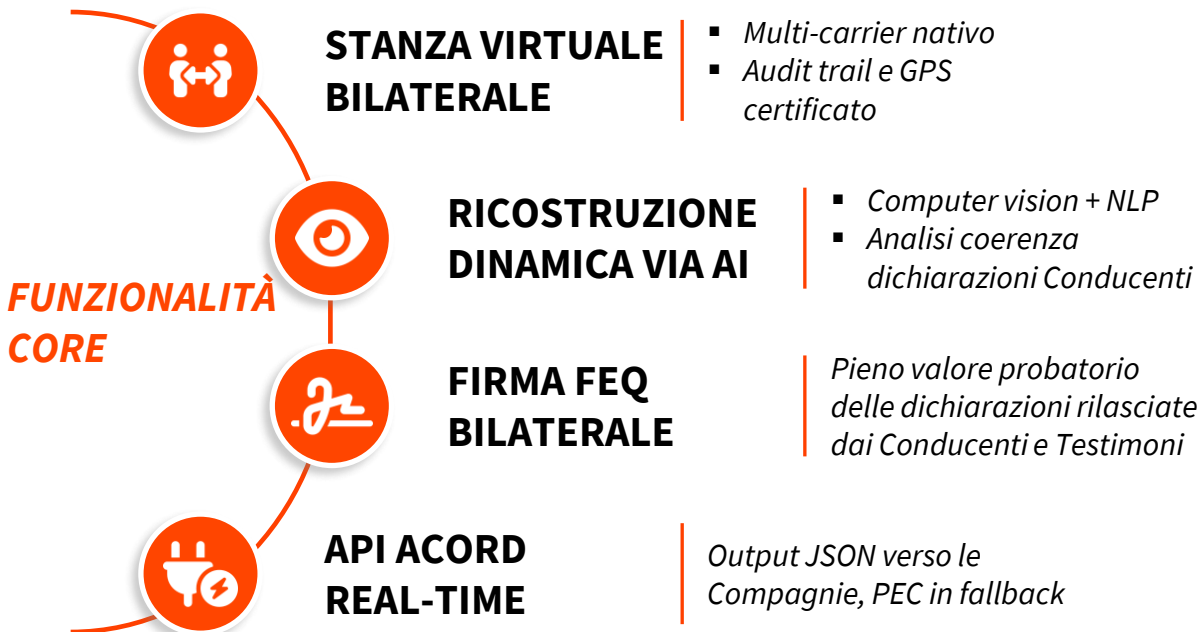 FUNZIONALITÀ
CORE
STANZA VIRTUALE
BILATERALE
▪ Multi-carrier nativo
▪ Audit trail e GPS
certificato
RICOSTRUZIONE
DINAMICA VIA AI
▪ Computer vision + NLP
▪ Analisi coerenza
dichiarazioni Conducenti
FIRMA FEQ
BILATERALE
Pieno valore probatorio
delle dichiarazioni rilasciate
dai Conducenti e Testimoni
API ACORD
REAL-TIME
Output JSON verso le
Compagnie, PEC in fallback